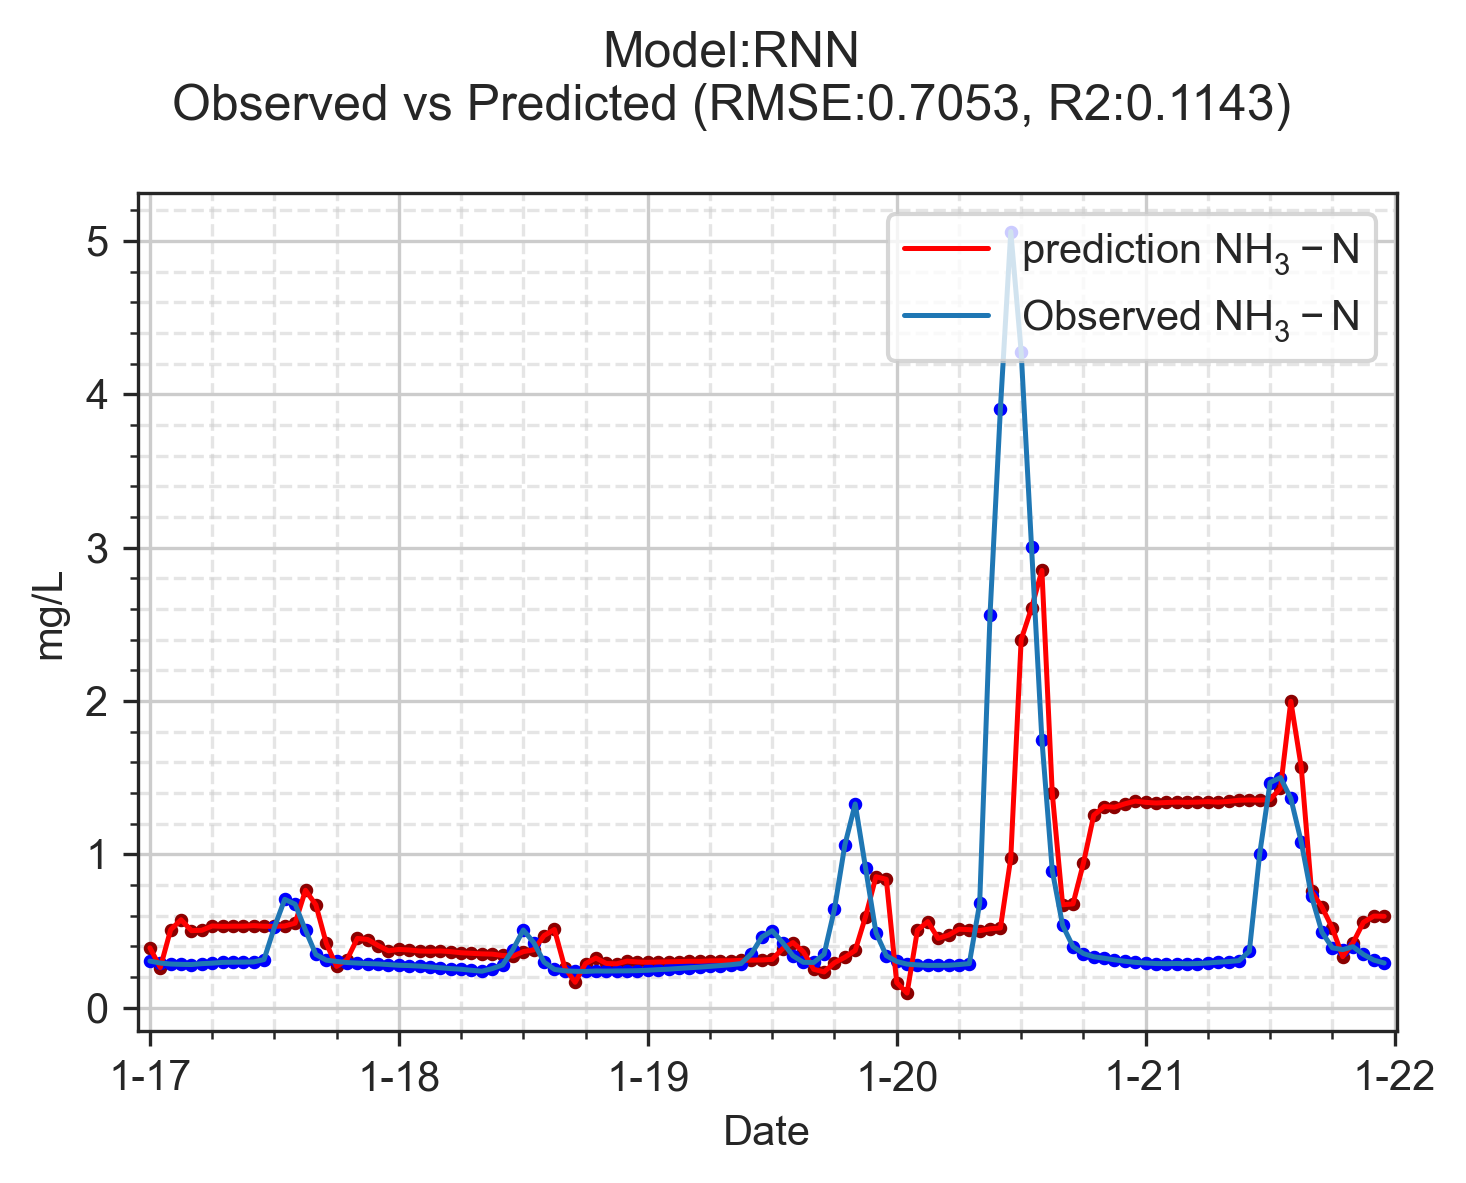 Model:RNN
Observed vs Predicted (RMSE:0.7053, R2:0.1143)
prediction NH₃ − N
Observed NH₃ − N
5
4
3
2
1
0
mg/L
1-17 1-18 1-19 1-20 1-21 1-22
Date